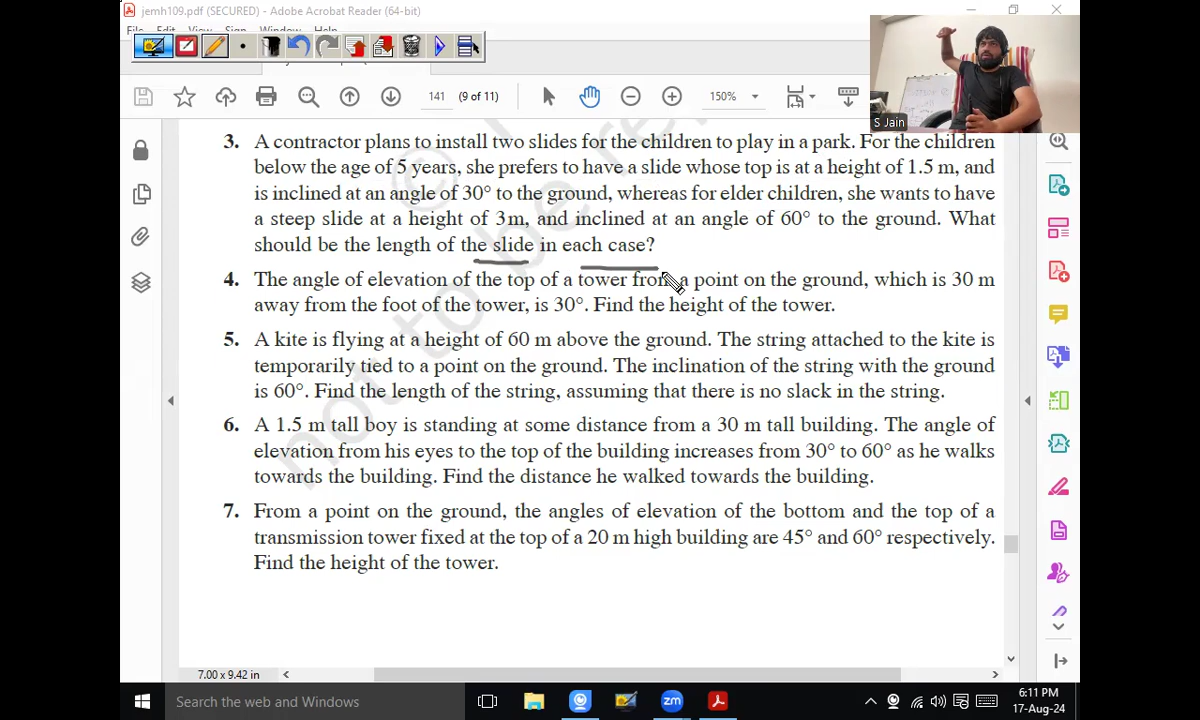 jemh109.pdf (SECURED) - Adobe Acrobat Reader (64-bit)
File Edit View Sign Window Help
141 (9 of 11) 150%
S Jain
3. A contractor plans to install two slides for the children to play in a park. For the children
below the age of 5 years, she prefers to have a slide whose top is at a height of 1.5 m, and
is inclined at an angle of 30° to the ground, whereas for elder children, she wants to have
a steep slide at a height of 3m, and inclined at an angle of 60° to the ground. What
should be the length of the slide in each case?
4. The angle of elevation of the top of a tower from a point on the ground, which is 30 m
away from the foot of the tower, is 30°. Find the height of the tower.
5. A kite is flying at a height of 60 m above the ground. The string attached to the kite is
temporarily tied to a point on the ground. The inclination of the string with the ground
is 60°. Find the length of the string, assuming that there is no slack in the string.
6. A 1.5 m tall boy is standing at some distance from a 30 m tall building. The angle of
elevation from his eyes to the top of the building increases from 30° to 60° as he walks
towards the building. Find the distance he walked towards the building.
7. From a point on the ground, the angles of elevation of the bottom and the top of a
transmission tower fixed at the top of a 20 m high building are 45° and 60° respectively.
Find the height of the tower.
©
not to be re
7.00 x 9.42 in
Search the web and Windows
zm
6:11 PM
17-Aug-24